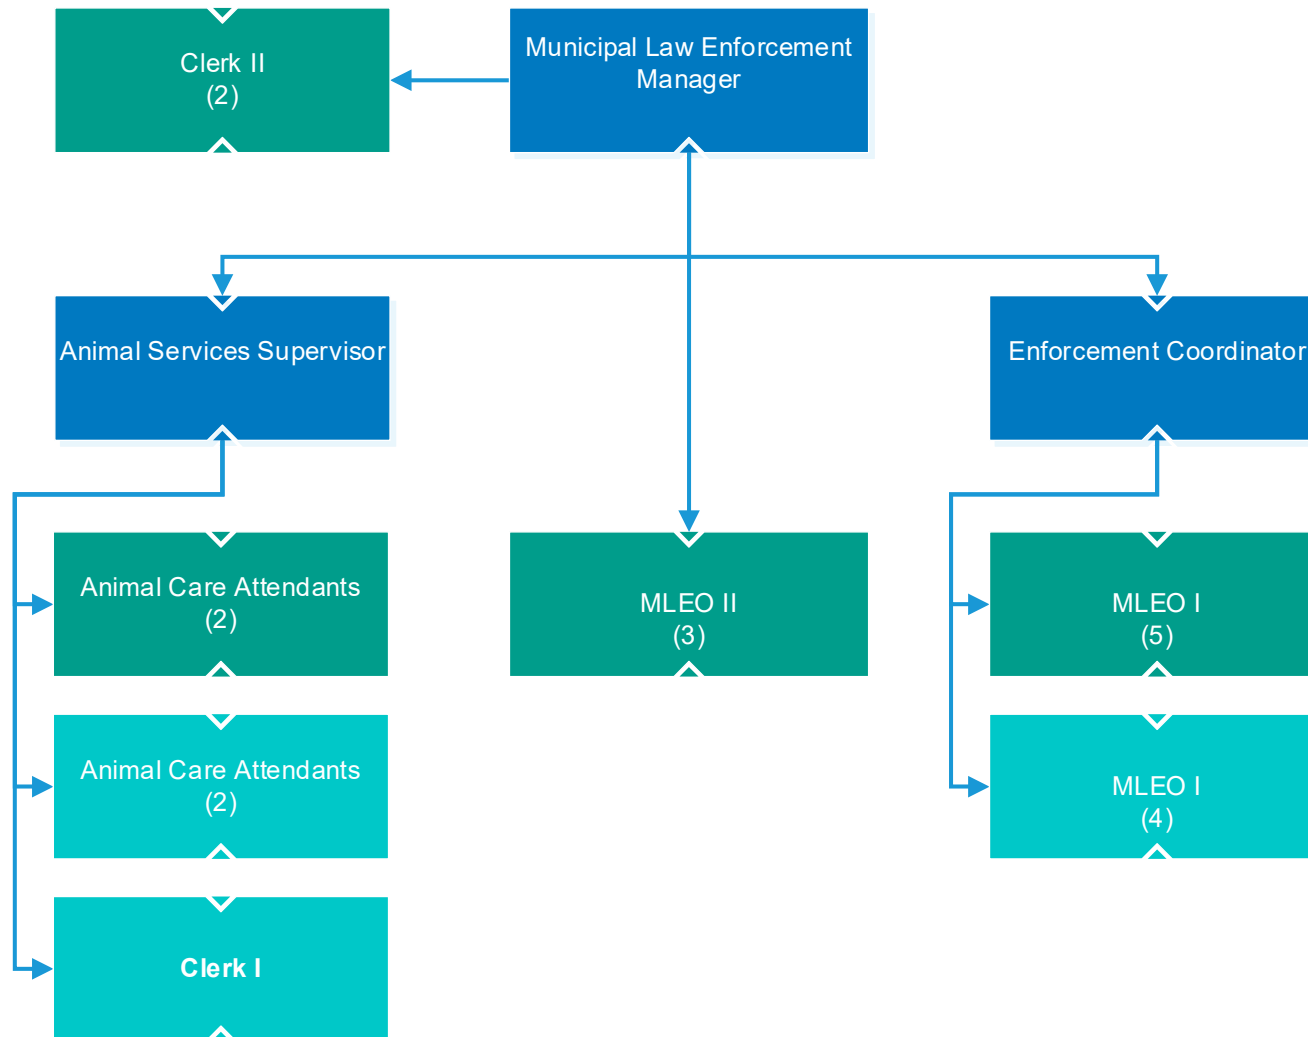 Clerk II
(2)
Municipal Law Enforcement
Manager
Animal Services Supervisor
Enforcement Coordinator
Animal Care Attendants
(2)
MLEO II
(3)
MLEO I
(5)
Animal Care Attendants
(2)
MLEO I
(4)
Clerk I